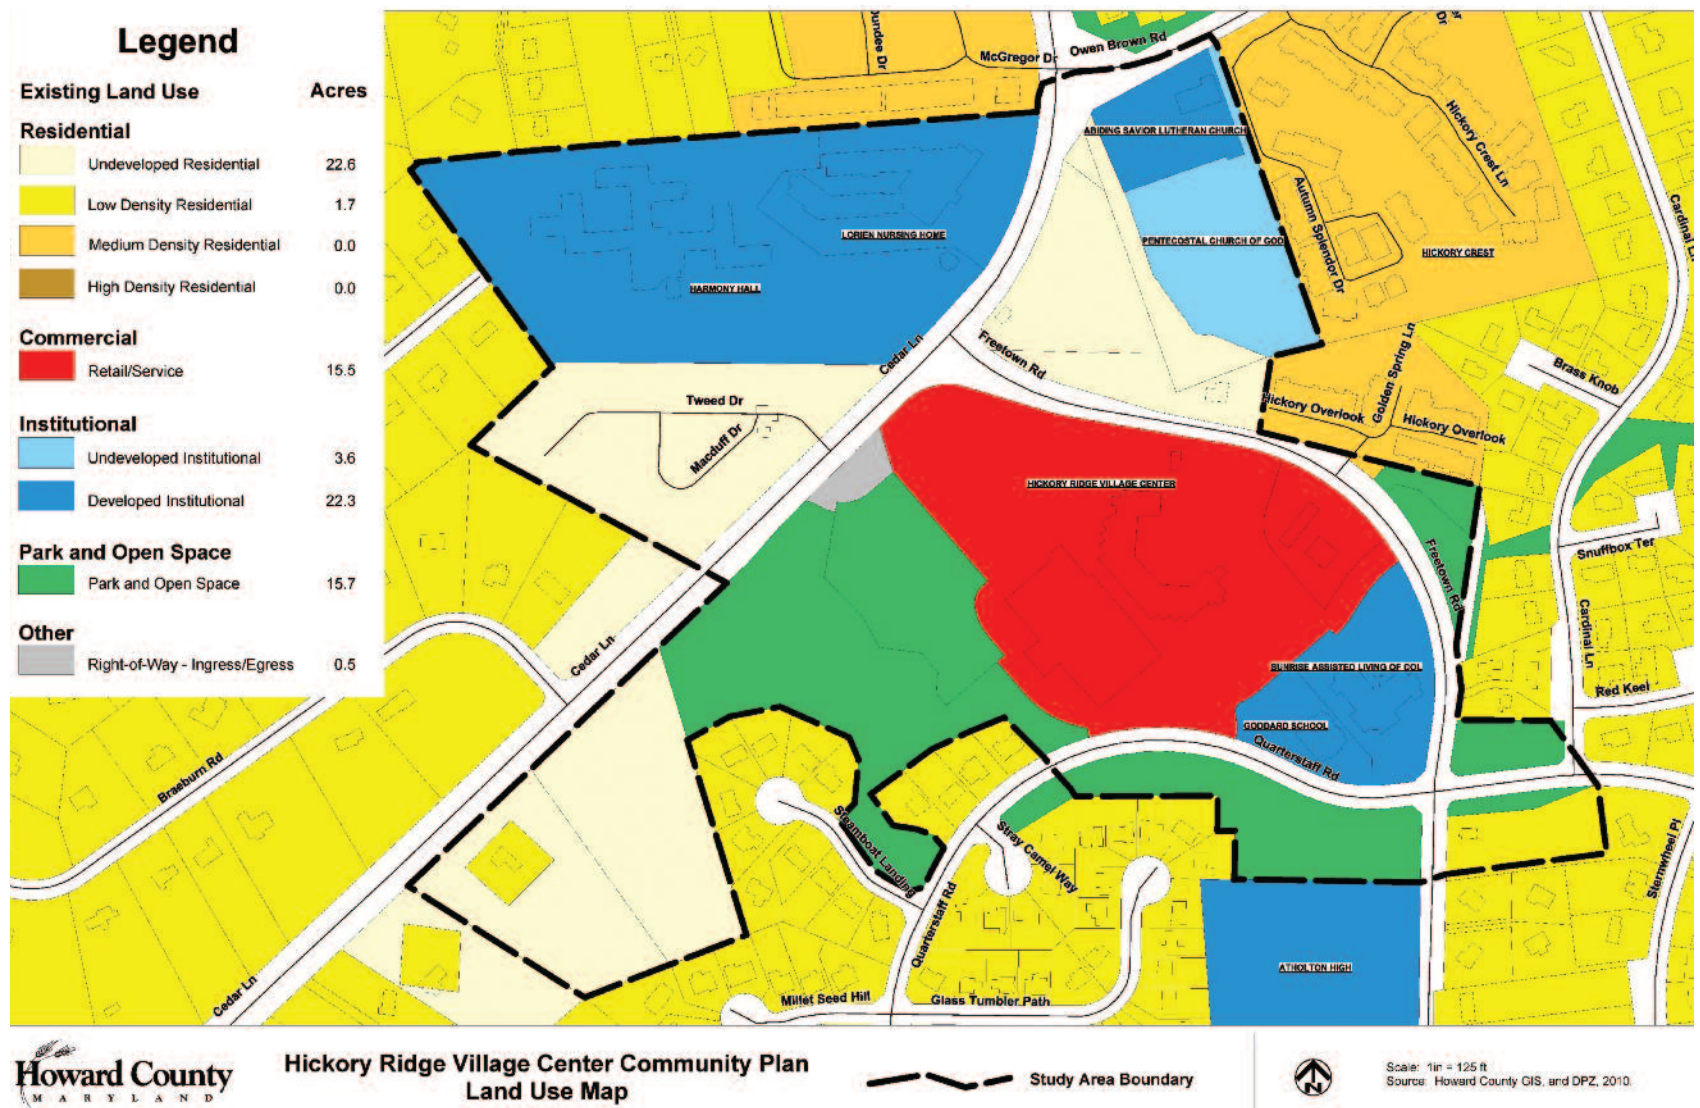 Legend
Existing Land Use Acres
Residential
Undeveloped Residential 22.6
Low Density Residential 1.7
Medium Density Residential 0.0
High Density Residential 0.0
Commercial
Retail/Service 15.5
Institutional
Undeveloped Institutional 3.6
Developed Institutional 22.3
Park and Open Space
Park and Open Space 15.7
Other
Right-of-Way - Ingress/Egress 0.5
Dundee Dr
McGregor Dr
Owen Brown Rd
Dr
Hickory Crest Ln
Cardinal Ln
ABIDING SAVIOR LUTHERAN CHURCH
Autumn Splendor Dr
LORIEN NURSING HOME
PENTECOSTAL CHURCH OF GOD
HICKORY CREST
HARMONY HALL
Cedar Ln
Freetown Rd
Golden Spring Ln
Brass Knob
Tweed Dr
Macduff Dr
Hickory Overlook
Hickory Overlook
HICKORY RIDGE VILLAGE CENTER
Freetown Rd
Snuffbox Ter
Cardinal Ln
Cedar Ln
SUNRISE ASSISTED LIVING OF COL
Red Keel
GODDARD SCHOOL
Quarterstaff Rd
Braeburn Rd
Steamboat Landing
Stray Camel Way
Sternwheel Pl
Quarterstaff Rd
ATHOLTON HIGH
Cedar Ln
Millet Seed Hill
Glass Tumbler Path
Howard County
MARYLAND
Hickory Ridge Village Center Community Plan
Land Use Map
Study Area Boundary
N
Scale: 1in = 125 ft
Source: Howard County GIS, and DPZ, 2010.